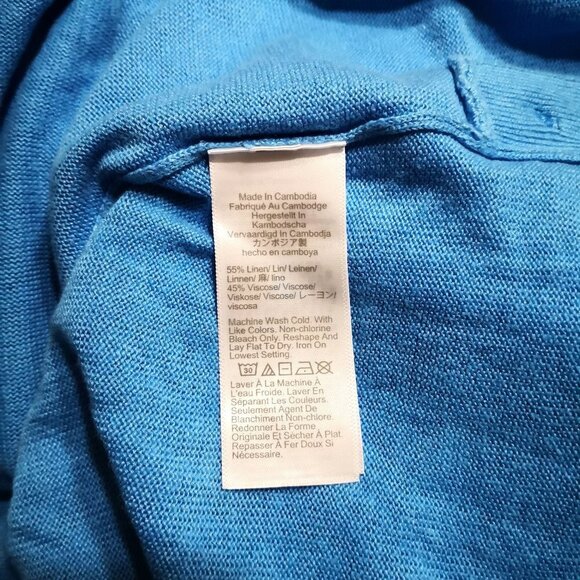 Made In Cambodia
Fabriqué Au Cambodge
Hergestellt In
Kambodscha
Vervaardigd In Cambodja
カンボジア製
hecho en camboya
55% Linen/ Lin/ Leinen/
Linnen/ 麻/ lino
45% Viscose/ Viscose/
Viskose/ Viscose/ レーヨン/
viscosa
Machine Wash Cold. With
Like Colors. Non-chlorine
Bleach Only. Reshape And
Lay Flat To Dry. Iron On
Lowest Setting.
30
Laver À La Machine À
L'eau Froide. Laver En
Séparant Les Couleurs.
Seulement Agent De
Blanchiment Non-chlorine.
Redonner La Forme
Originale Et Sécher À Plat
Repasser À Fer Doux Si
Nécessaire.